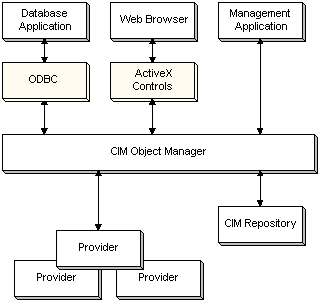 Database
Application
Web Browser
Management
Application
ODBC
ActiveX
Controls
CIM Object Manager
CIM Repository
Provider
Provider
Provider